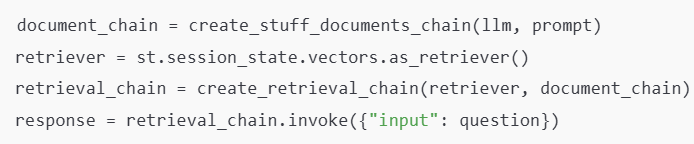 document_chain = create_stuff_documents_chain(llm, prompt)
retriever = st.session_state.vectors.as_retriever()
retrieval_chain = create_retrieval_chain(retriever, document_chain)
response = retrieval_chain.invoke({"input": question})